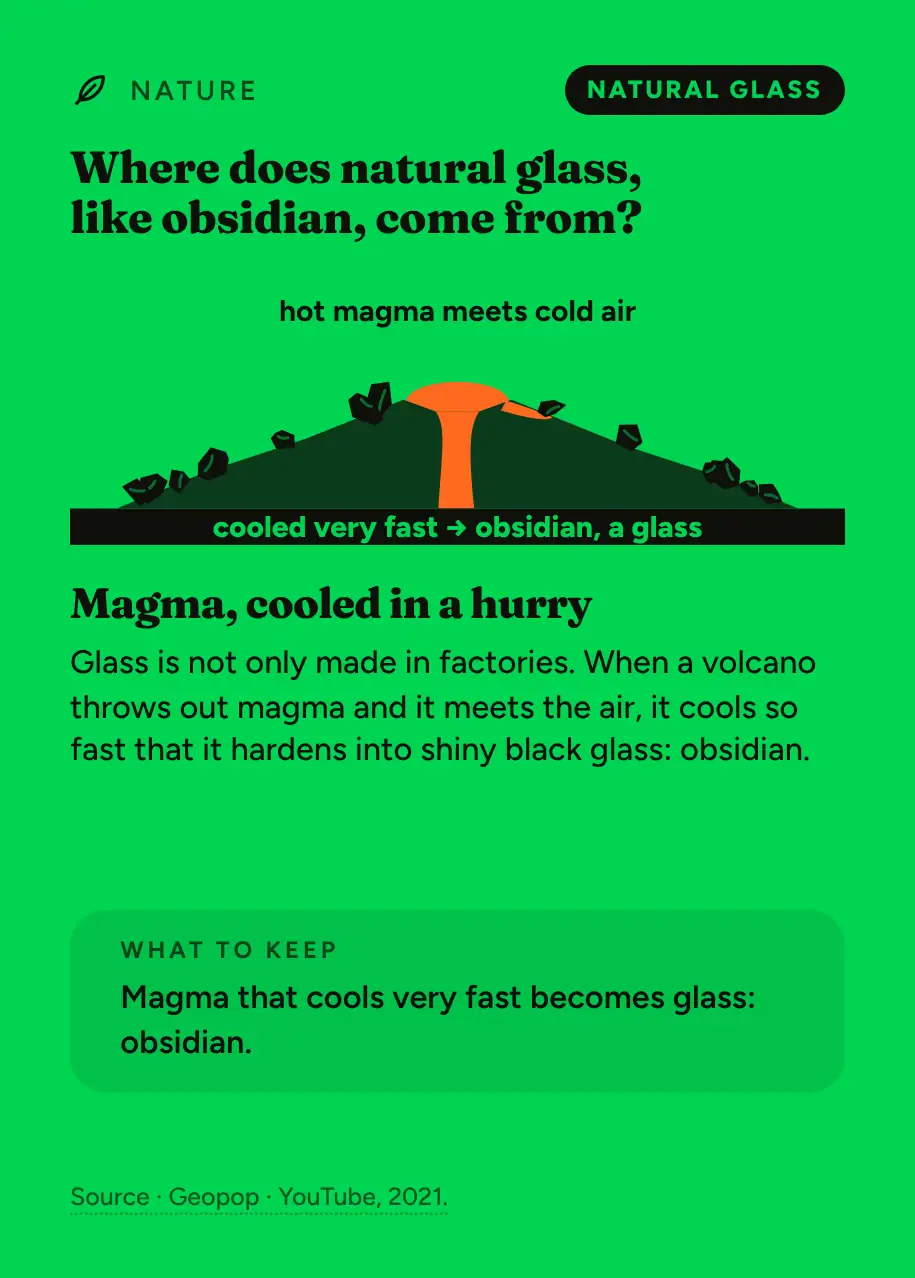 NATURE
NATURAL GLASS
Where does natural glass,
like obsidian, come from?
hot magma meets cold air
cooled very fast → obsidian, a glass
Magma, cooled in a hurry
Glass is not only made in factories. When a volcano
throws out magma and it meets the air, it cools so
fast that it hardens into shiny black glass: obsidian.
WHAT TO KEEP
Magma that cools very fast becomes glass:
obsidian.
Source · Geopop · YouTube, 2021.